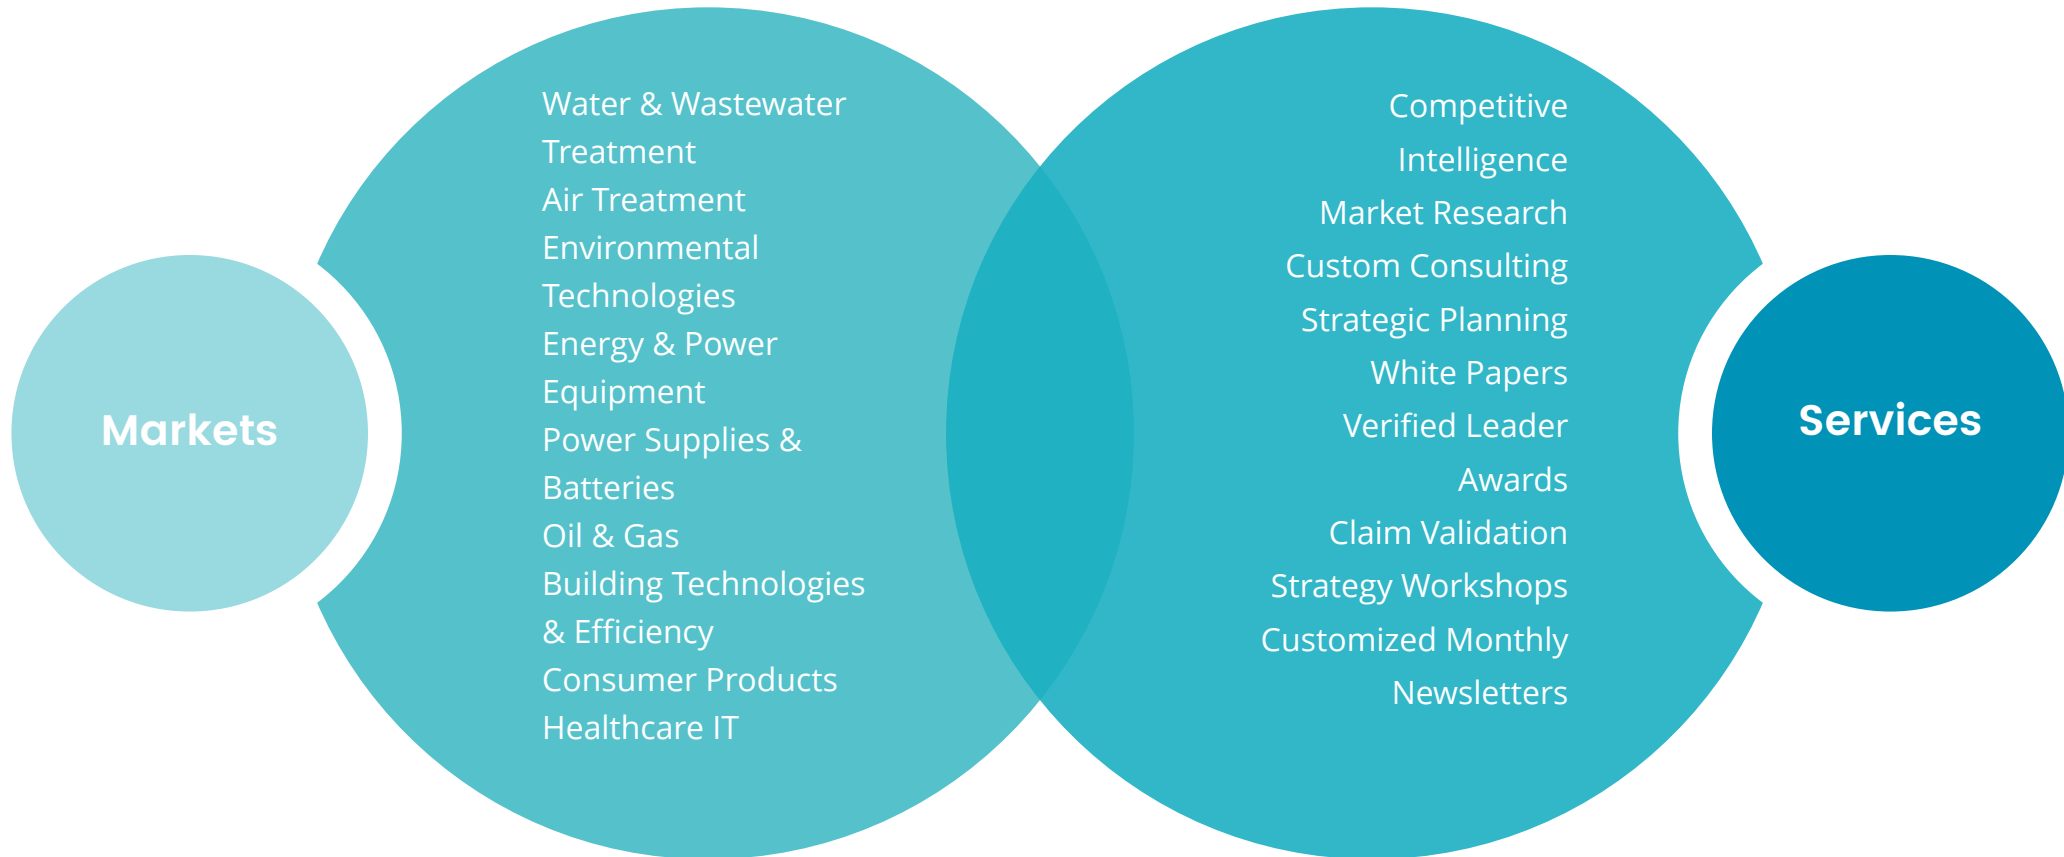 Markets
Water & Wastewater
Treatment
Air Treatment
Environmental
Technologies
Energy & Power
Equipment
Power Supplies &
Batteries
Oil & Gas
Building Technologies
& Efficiency
Consumer Products
Healthcare IT
Competitive
Intelligence
Market Research
Custom Consulting
Strategic Planning
White Papers
Verified Leader
Awards
Claim Validation
Strategy Workshops
Customized Monthly
Newsletters
Services